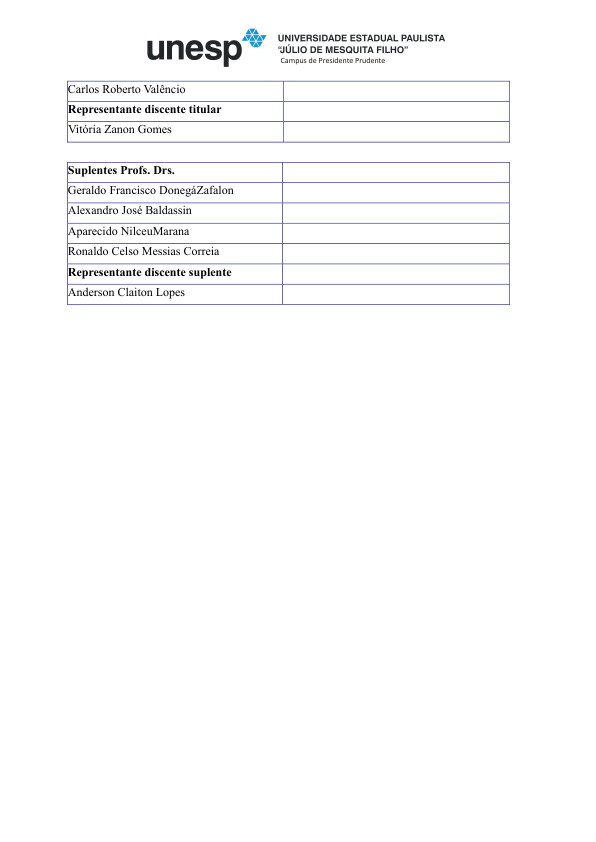 unesp
UNIVERSIDADE ESTADUAL PAULISTA
"JÚLIO DE MESQUITA FILHO"
Campus de Presidente Prudente
Carlos Roberto Valêncio
Representante discente titular
Vitória Zanon Gomes
Suplentes Profs. Drs.
Geraldo Francisco DonegáZafalon
Alexandro José Baldassin
Aparecido NilceuMarana
Ronaldo Celso Messias Correia
Representante discente suplente
Anderson Claiton Lopes